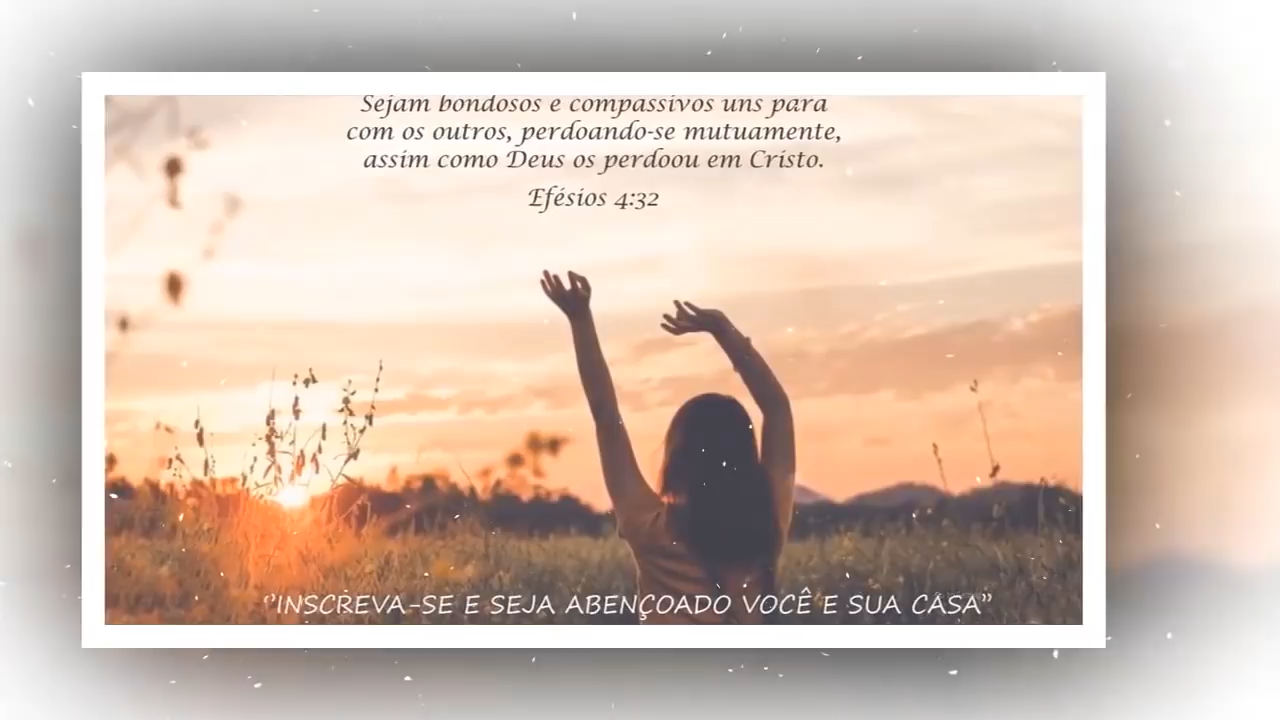 Sejam bondosos e compassivos uns para
com os outros, perdoando-se mutuamente,
assim como Deus os perdoou em Cristo.
Efésios 4:32
“INSCREVA-SE E SEJA ABENÇOADO VOCÊ E SUA CASA”